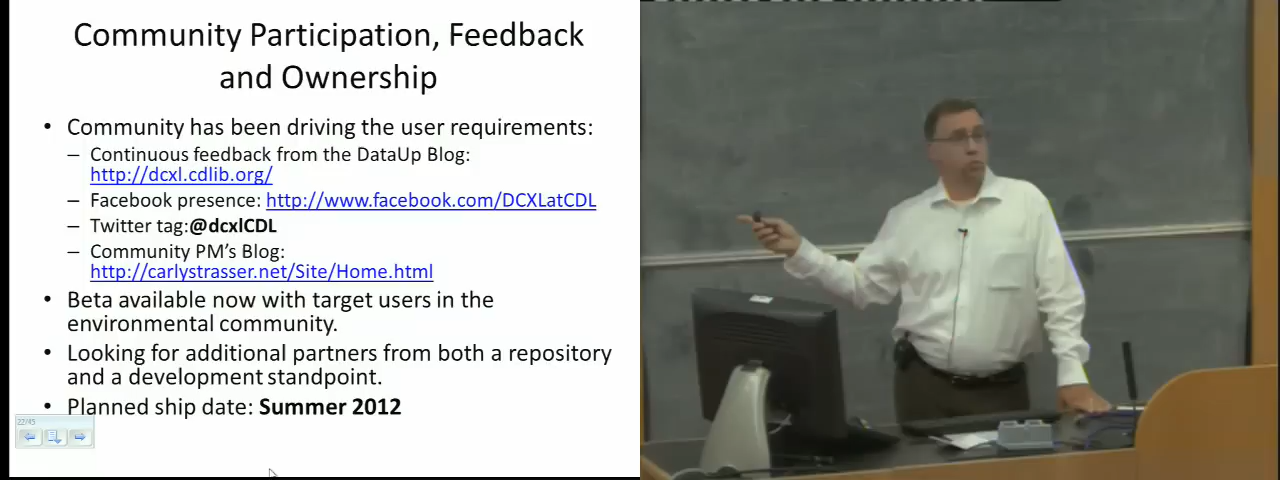 Community Participation, Feedback
and Ownership
• Community has been driving the user requirements:
– Continuous feedback from the DataUp Blog:
http://dcxl.cdlib.org/
– Facebook presence: http://www.facebook.com/DCXLatCDL
– Twitter tag:@dcxlCDL
– Community PM's Blog:
http://carlystrasser.net/Site/Home.html
• Beta available now with target users in the
environmental community.
• Looking for additional partners from both a repository
and a development standpoint.
• Planned ship date: Summer 2012
22/45